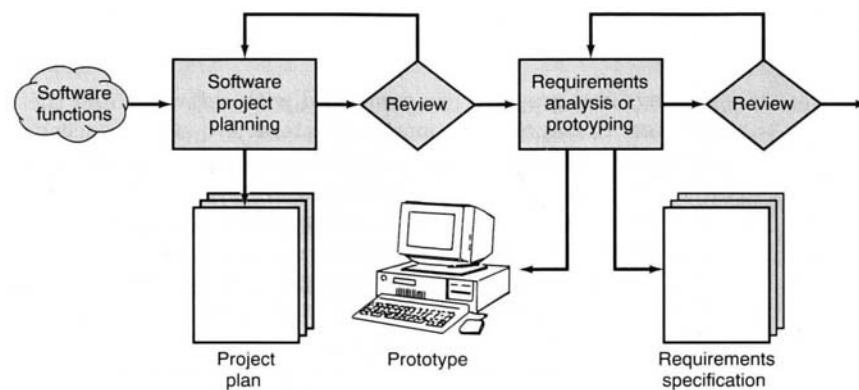 Software
functions
Software
project
planning
Review
Requirements
analysis or
protoyping
Review
Project
plan
Prototype
Requirements
specification